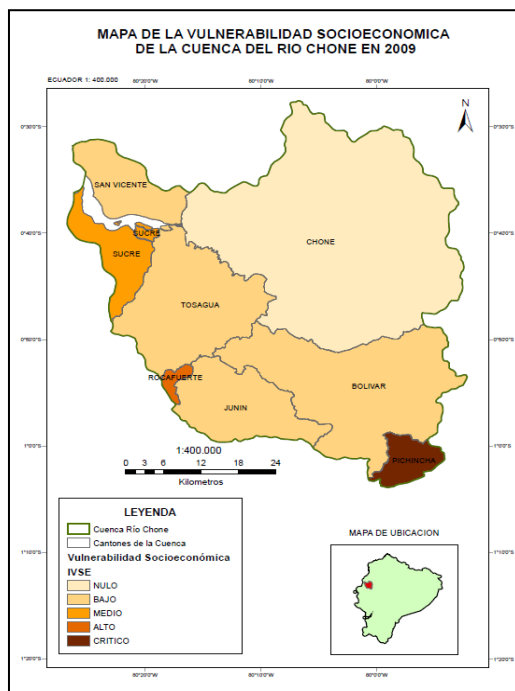 MAPA DE LA VULNERABILIDAD SOCIOECONOMICA
DE LA CUENCA DEL RIO CHONE EN 2009
ECUADOR 1: 400.000
80°20'0"W 80°10'0"W 80°0'0"W
N
0°30'0"S 0°30'0"S
SAN VICENTE
0°40'0"S 0°40'0"S
SUCRE
CHONE
SUCRE
TOSAGUA
0°50'0"S 0°50'0"S
ROCAFUERTE
BOLIVAR
JUNIN
1°0'0"S 1°0'0"S
1:400.000
PICHINCHA
0 3 6 12 18 24
Kilometros
LEYENDA
Cuenca Río Chone
Cantones de la Cuenca
Vulnerabilidad Socioeconómica
IVSE
NULO
BAJO
MEDIO
ALTO
CRITICO
MAPA DE UBICACION
1°10'0"S 1°10'0"S
1°20'0"S 1°20'0"S
80°20'0"W 80°10'0"W 80°0'0"W